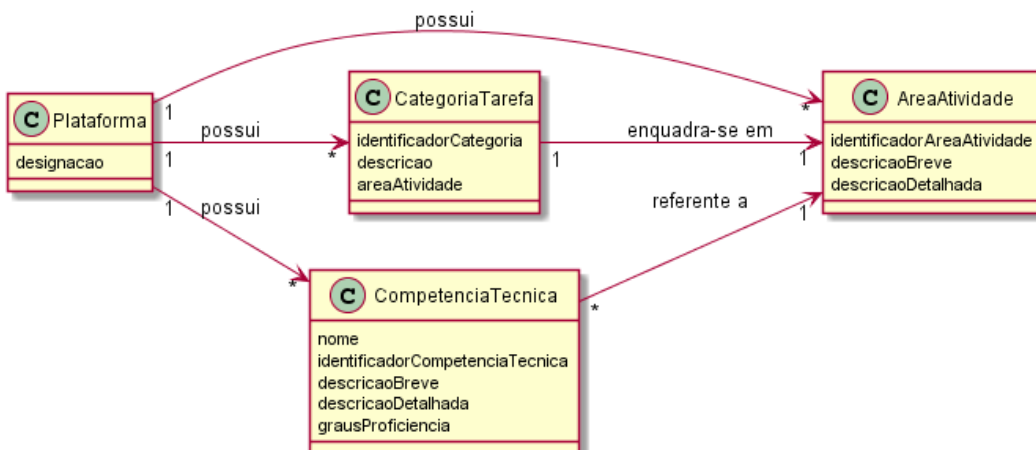 possui
C CategoriaTarefa
identificadorCategoria
descricao
areaAtividade
C AreaAtividade
identificadorAreaAtividade
descricaoBreve
descricaoDetalhada
C Plataforma
designacao
1
possui
1
*
*
enquadra-se em
1
1
1
possui
*
referente a
1
*
C CompetenciaTecnica
nome
identificadorCompetenciaTecnica
descricaoBreve
descricaoDetalhada
grausProficiencia